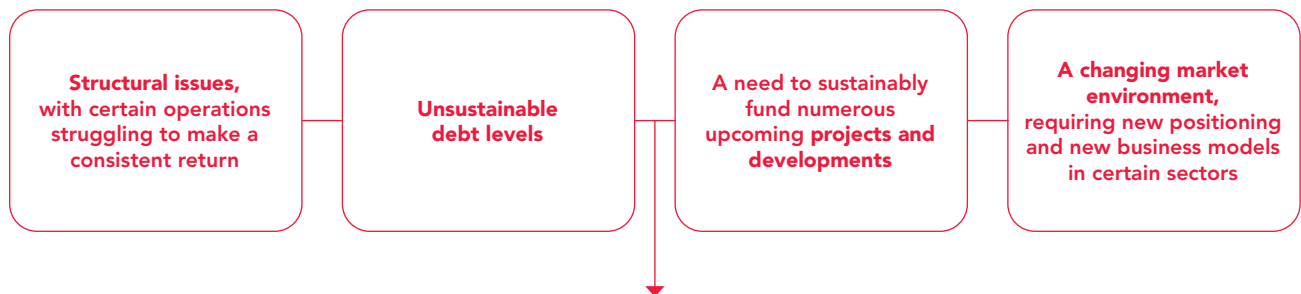 Structural issues,
with certain operations
struggling to make a
consistent return
Unsustainable
debt levels
A need to sustainably
fund numerous
upcoming projects and
developments
A changing market
environment,
requiring new positioning
and new business models
in certain sectors